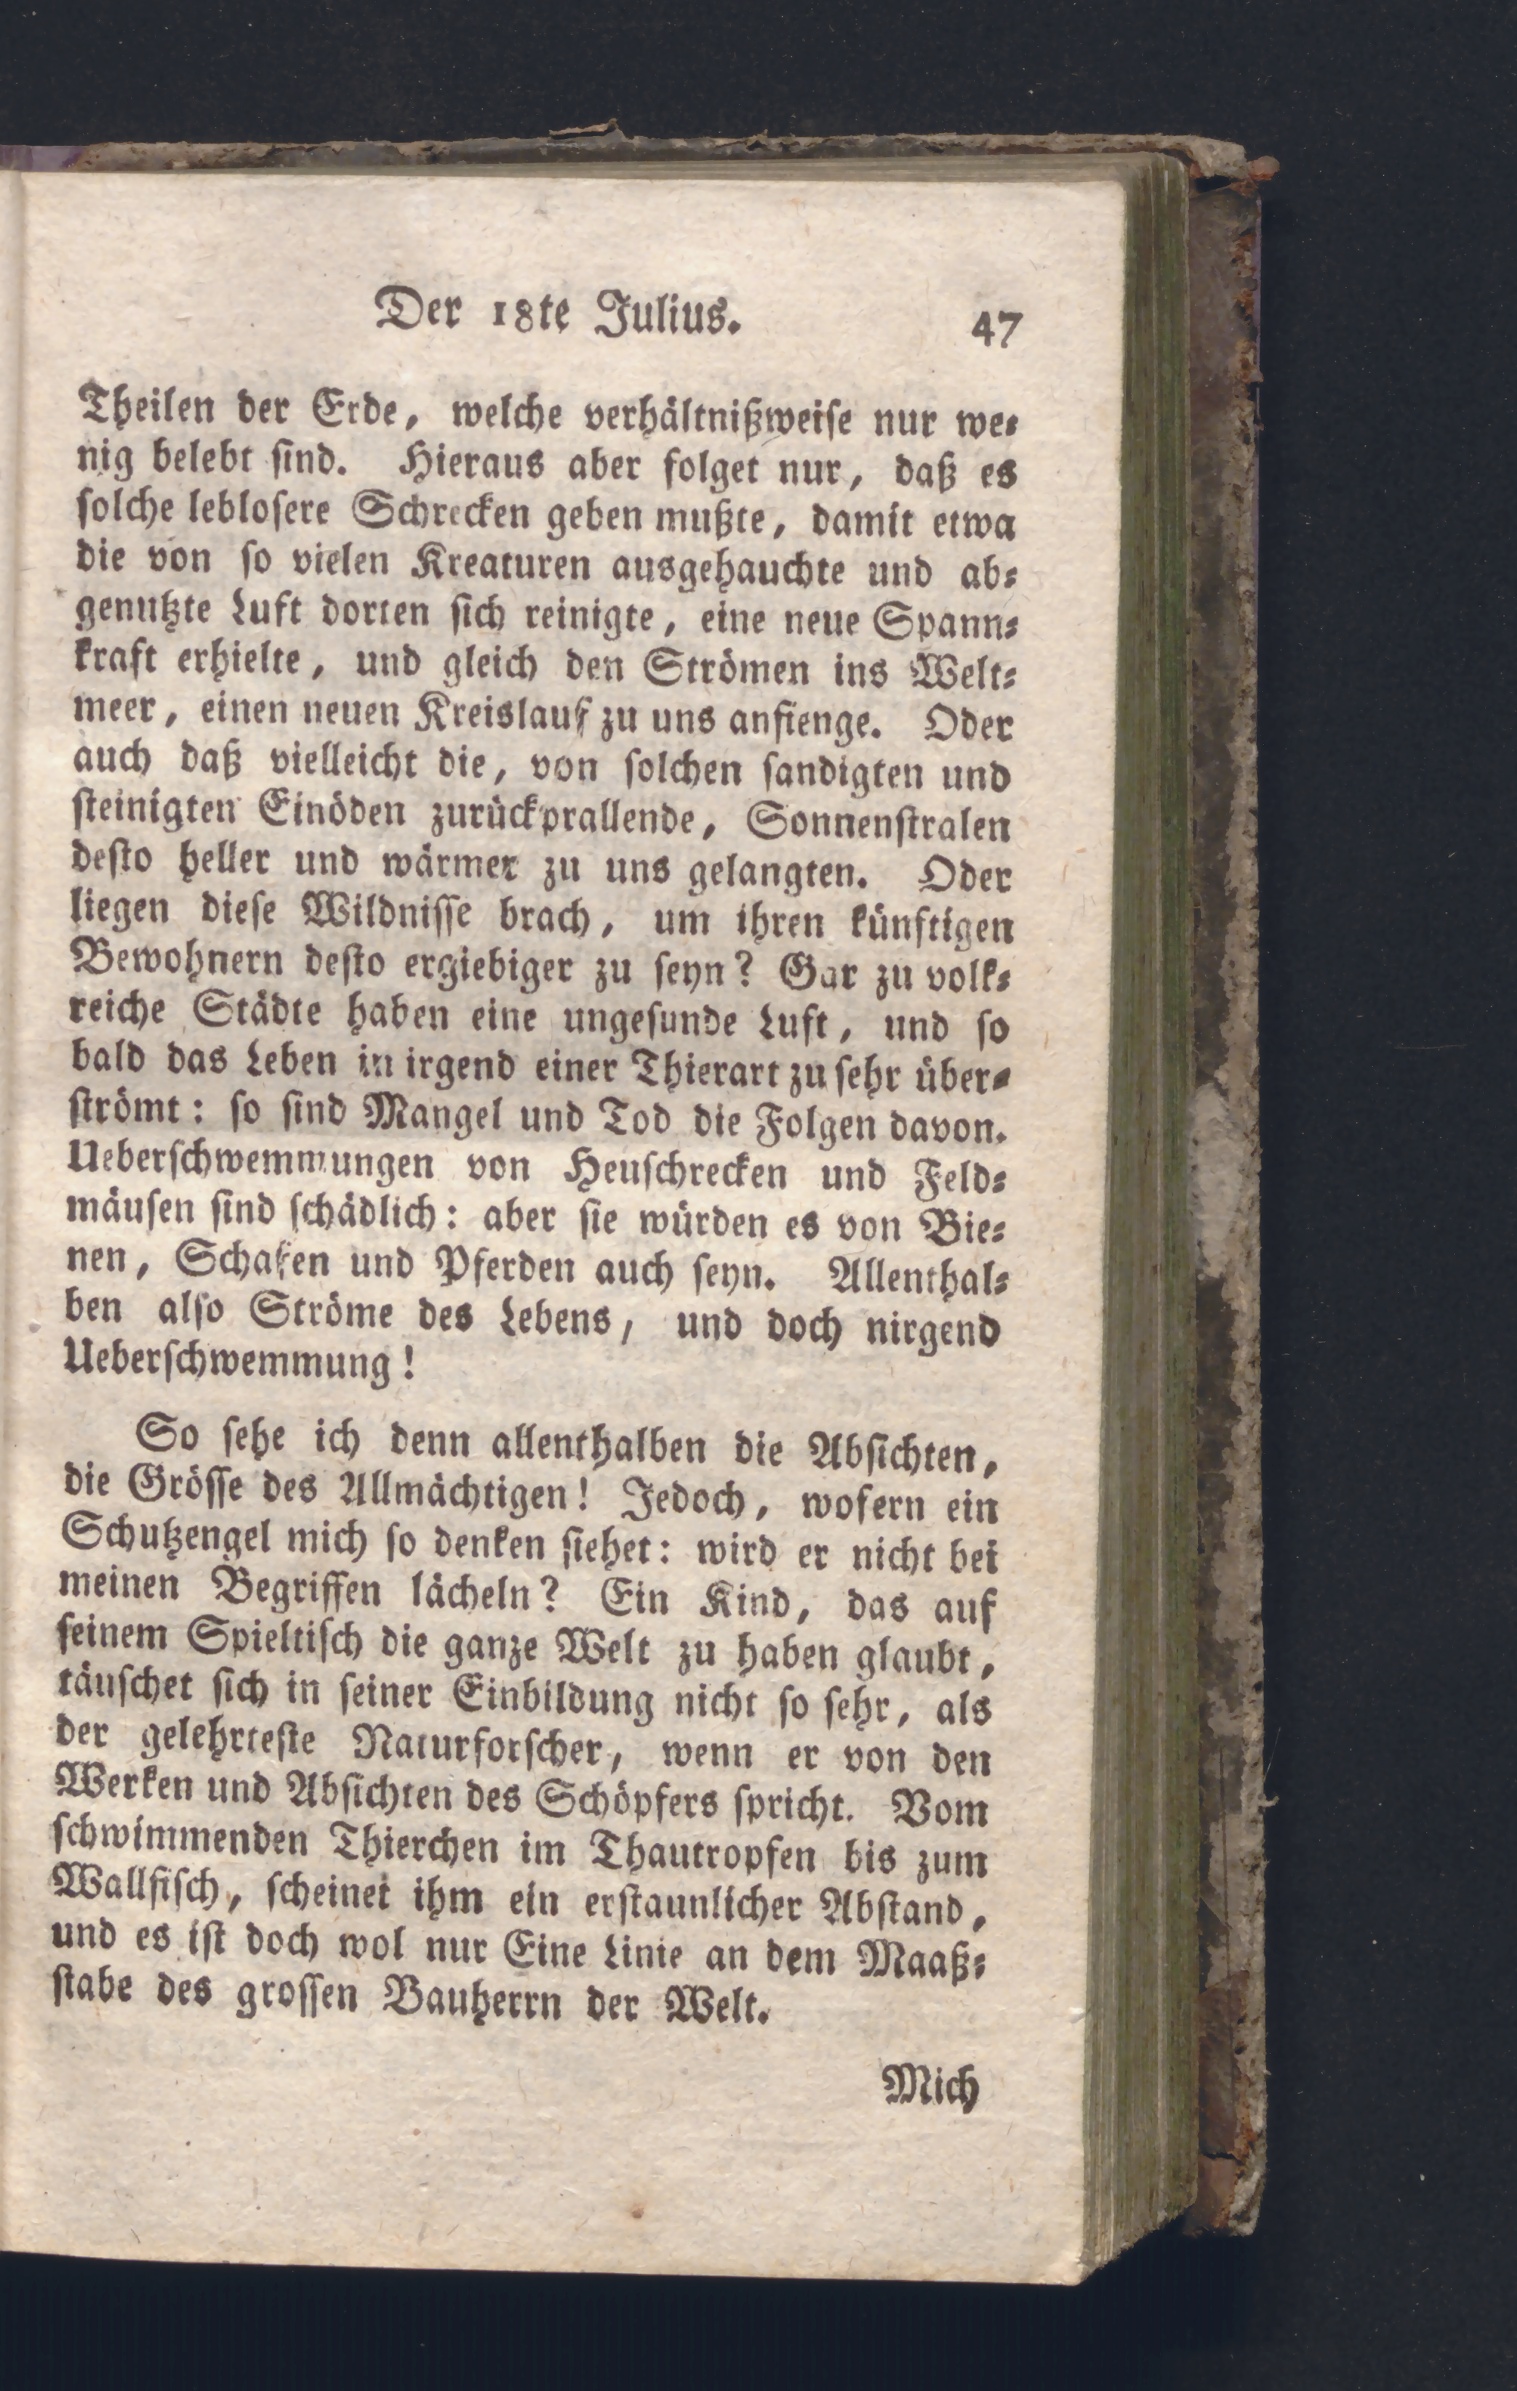 Der 18te Julius.
47
Theilen der Erde, welche verhältnißweise nur we-
nig belebt sind. Hieraus aber folget nur, daß es
solche leblosere Schrecken geben mußte, damit etwa
die von so vielen Kreaturen ausgehauchte und ab-
genutzte Luft dorten sich reinigte, eine neue Spann-
kraft erhielte, und gleich den Strömen ins Welt-
meer, einen neuen Kreislauf zu uns anfienge. Oder
auch daß vielleicht die, von solchen sandigten und
steinigten Einöden zurückprallende, Sonnenstralen
desto heller und wärmer zu uns gelangten. Oder
liegen diese Wildnisse brach, um ihren künftigen
Bewohnern desto ergiebiger zu seyn? Gar zu volk-
reiche Städte haben eine ungesunde Luft, und so
bald das Leben in irgend einer Thierart zu sehr über-
strömt: so sind Mangel und Tod die Folgen davon.
Ueberschwemmungen von Heuschrecken und Feld-
mäusen sind schädlich: aber sie würden es von Bie-
nen, Schafen und Pferden auch seyn. Allenthal-
ben also Ströme des Lebens, und doch nirgend
Ueberschwemmung!
So sehe ich denn allenthalben die Absichten,
die Grösse des Allmächtigen! Jedoch, wofern ein
Schutzengel mich so denken siehet: wird er nicht bei
meinen Begriffen lächeln? Ein Kind, das auf
seinem Spieltisch die ganze Welt zu haben glaubt,
täuschet sich in seiner Einbildung nicht so sehr, als
der gelehrteste Naturforscher, wenn er von den
Werken und Absichten des Schöpfers spricht. Vom
schwimmenden Thierchen im Thautropfen bis zum
Wallfisch, scheinet ihm ein erstaunlicher Abstand,
und es ist doch wol nur Eine Linie an dem Maaß-
stabe des grossen Bauherrn der Welt.
Mich